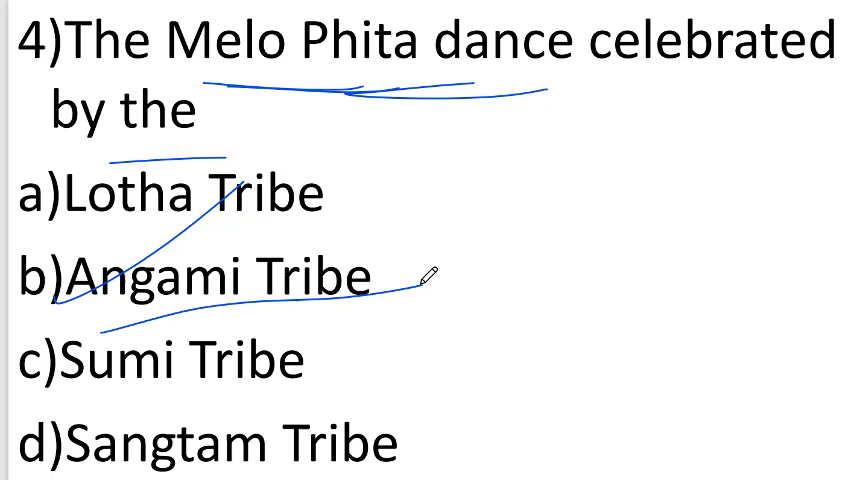 4)The Melo Phita dance celebrated
by the
a)Lotha Tribe
b)Angami Tribe
c)Sumi Tribe
d)Sangtam Tribe